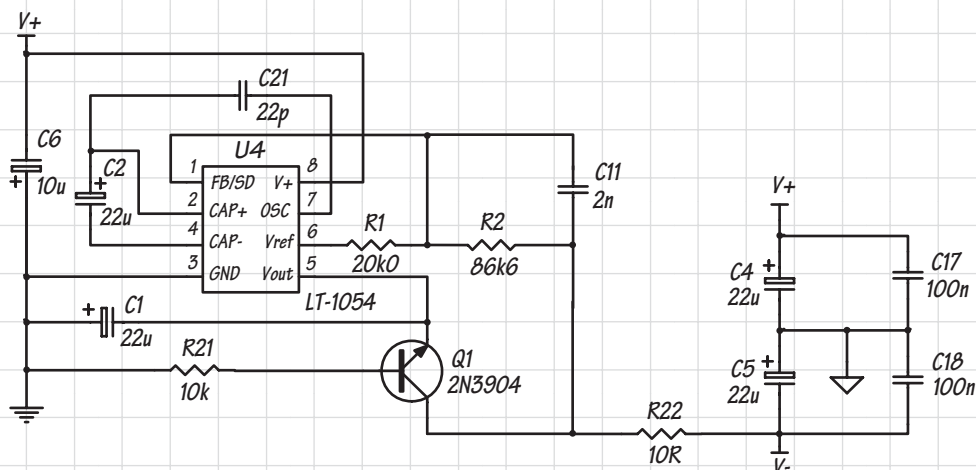 V+
C21
22p
C6
10u
+
C2
+
22u
U4
1 FB/SD V+ 8
2 CAP+ OSC 7
4 CAP- Vref 6
3 GND Vout 5
LT-1054
R1
20k0
R2
86k6
C11
2n
+ C1
22u
R21
10k
Q1
2N3904
R22
10R
V+
+
C4
22u
C17
100n
+
C5
22u
C18
100n
V-